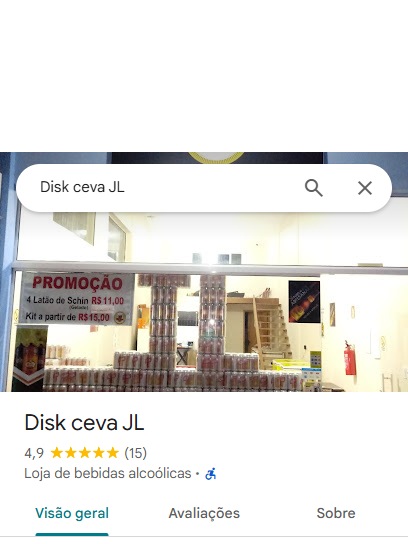 Disk ceva JL
PROMOÇÃO
4 Latão de Schin R$ 11,00
(Gelado)
Kit a partir de R$ 15,00
Disk ceva JL
4,9 (15)
Loja de bebidas alcoólicas •
Visão geral Avaliações Sobre